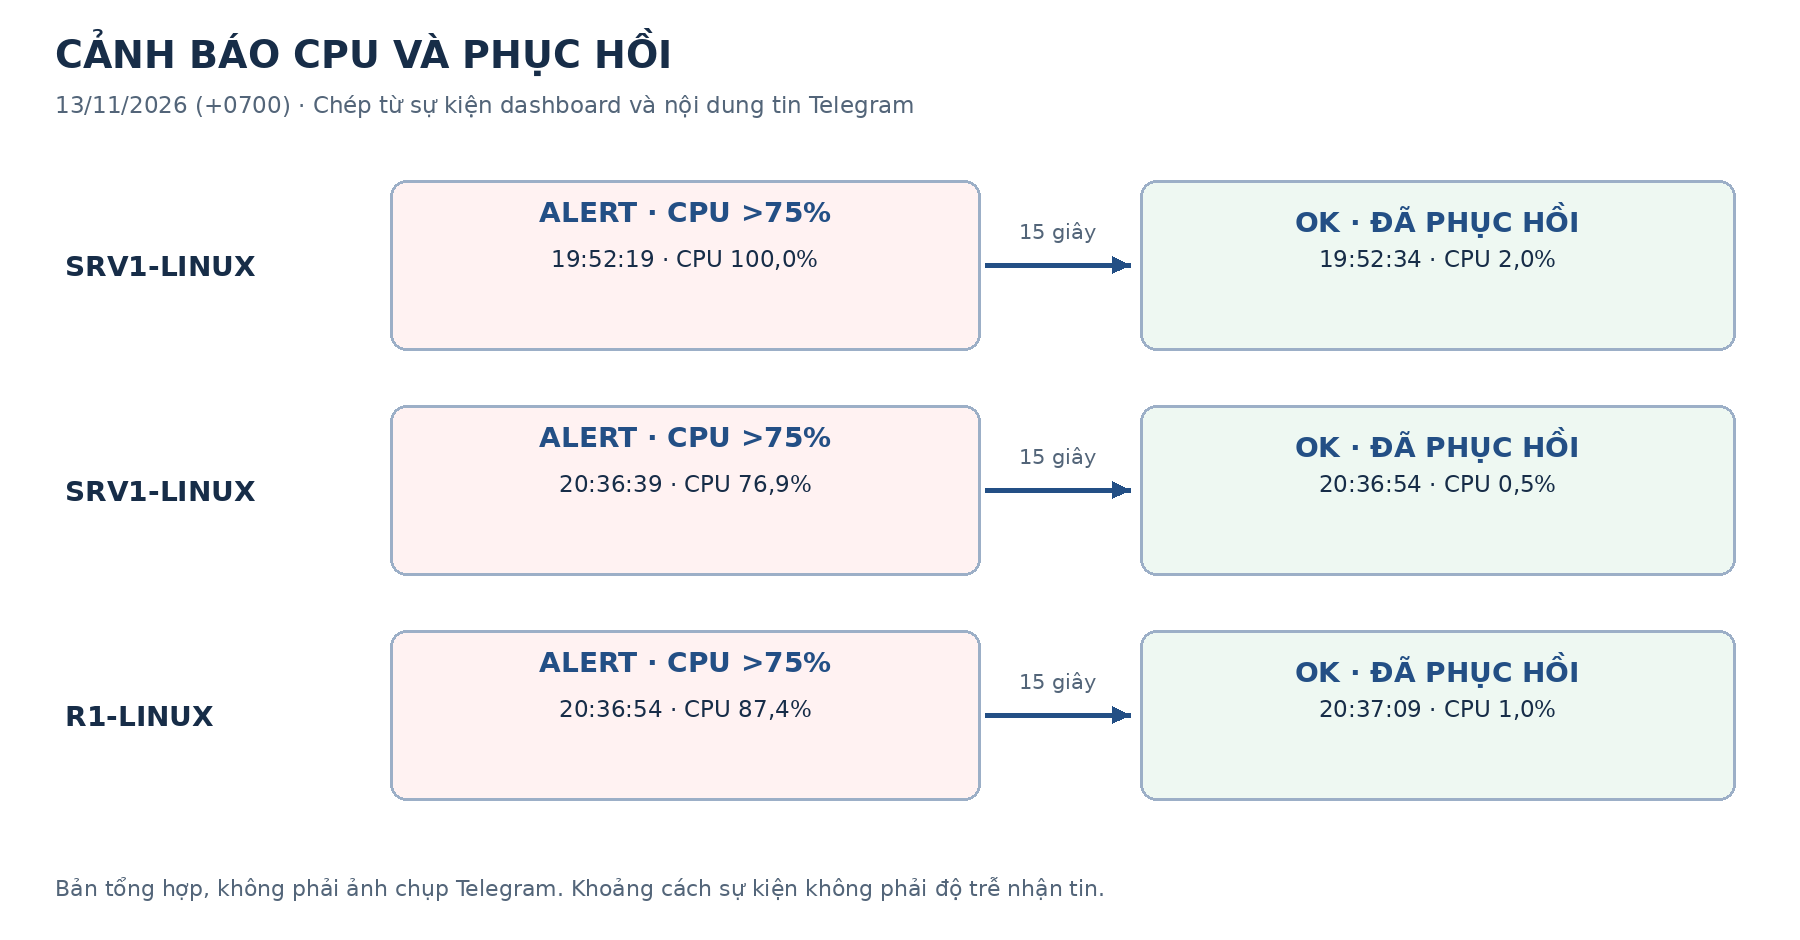 CẢNH BÁO CPU VÀ PHỤC HỒI
13/11/2026 (+0700) · Chép từ sự kiện dashboard và nội dung tin Telegram
SRV1-LINUX
ALERT · CPU >75%
19:52:19 · CPU 100,0%
15 giây
OK · ĐÃ PHỤC HỒI
19:52:34 · CPU 2,0%
SRV1-LINUX
ALERT · CPU >75%
20:36:39 · CPU 76,9%
15 giây
OK · ĐÃ PHỤC HỒI
20:36:54 · CPU 0,5%
R1-LINUX
ALERT · CPU >75%
20:36:54 · CPU 87,4%
15 giây
OK · ĐÃ PHỤC HỒI
20:37:09 · CPU 1,0%
Bản tổng hợp, không phải ảnh chụp Telegram. Khoảng cách sự kiện không phải độ trễ nhận tin.